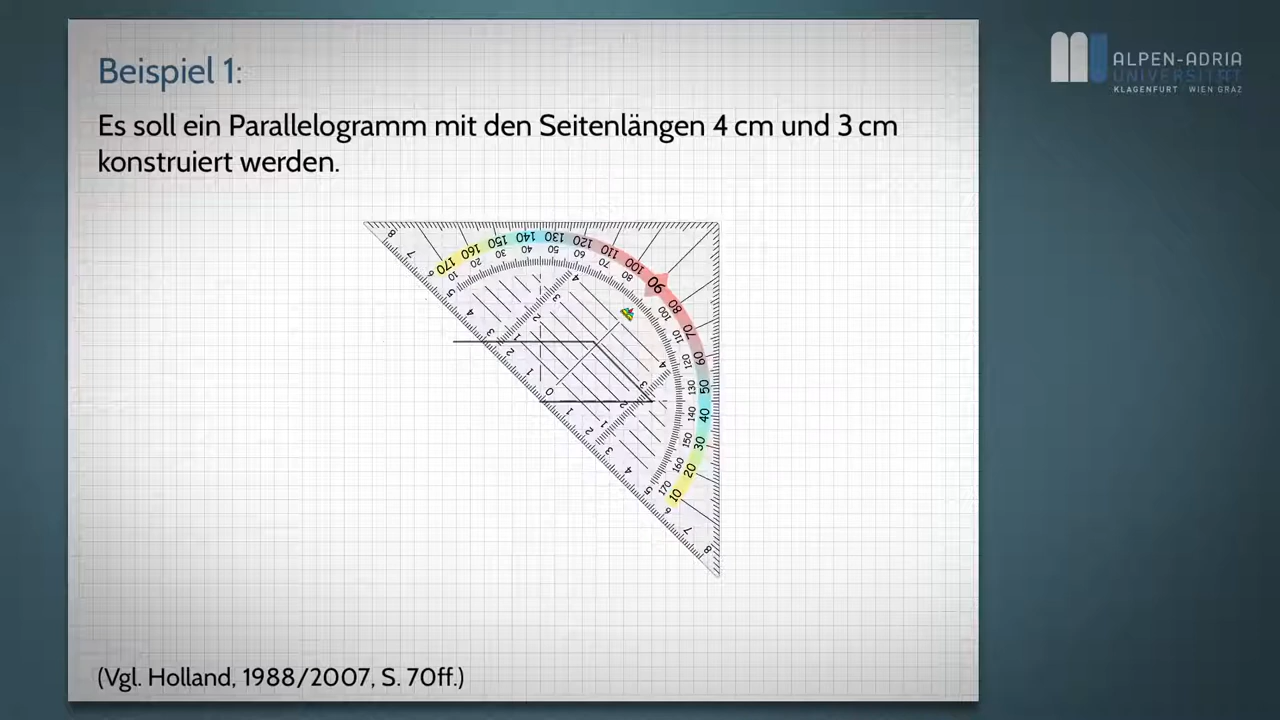 Beispiel 1:
Es soll ein Parallelogramm mit den Seitenlängen 4 cm und 3 cm
konstruiert werden.
(Vgl. Holland, 1988/2007, S. 70ff.)
ALPEN-ADRIA
UNIVERSITÄT
KLAGENFURT WIEN GRAZ